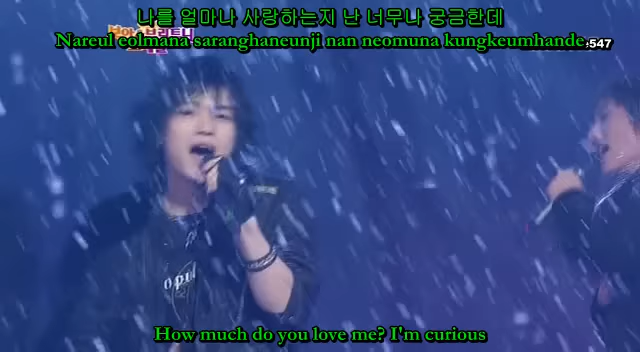 나를 얼마나 사랑하는지 난 너무나 궁금한데
Nareul eolmana saranghaneunji nan neomuna kungkeumhande
547
opu
How much do you love me? I'm curious